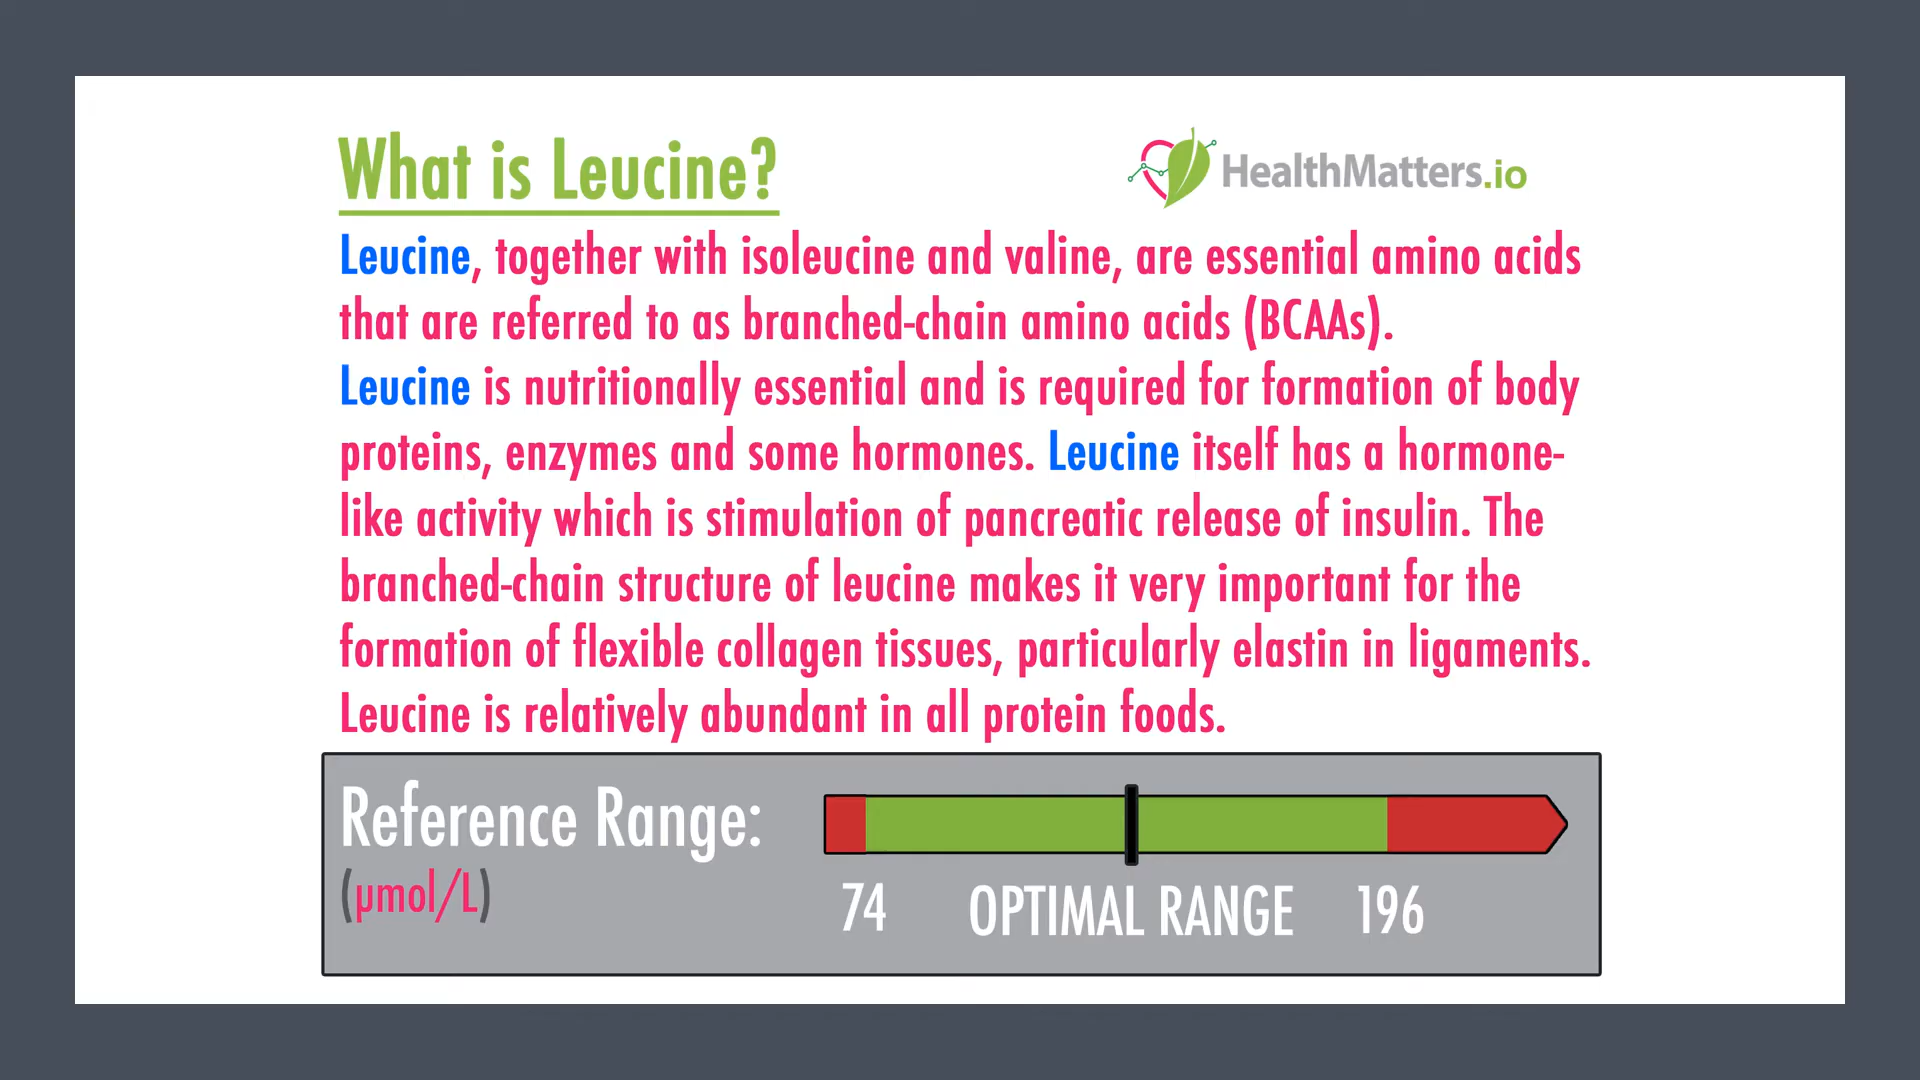 What is Leucine?
HealthMatters.io
Leucine, together with isoleucine and valine, are essential amino acids
that are referred to as branched-chain amino acids (BCAAs).
Leucine is nutritionally essential and is required for formation of body
proteins, enzymes and some hormones. Leucine itself has a hormone-
like activity which is stimulation of pancreatic release of insulin. The
branched-chain structure of leucine makes it very important for the
formation of flexible collagen tissues, particularly elastin in ligaments.
Leucine is relatively abundant in all protein foods.
Reference Range:
(µmol/L)
74 OPTIMAL RANGE 196